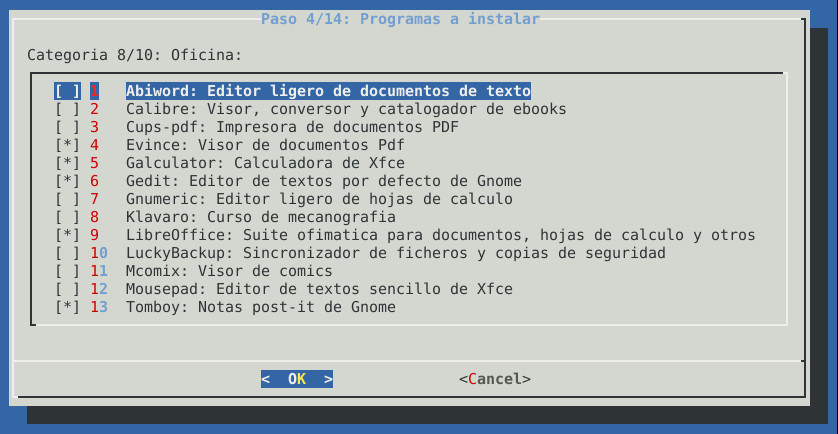 Paso 4/14: Programas a instalar
Categoria 8/10: Oficina:
[ ] 1 Abiword: Editor ligero de documentos de texto
[ ] 2 Calibre: Visor, conversor y catalogador de ebooks
[ ] 3 Cups-pdf: Impresora de documentos PDF
[*] 4 Evince: Visor de documentos Pdf
[*] 5 Galculator: Calculadora de Xfce
[*] 6 Gedit: Editor de textos por defecto de Gnome
[ ] 7 Gnumeric: Editor ligero de hojas de calculo
[ ] 8 Klavaro: Curso de mecanografia
[*] 9 LibreOffice: Suite ofimatica para documentos, hojas de calculo y otros
[ ] 10 LuckyBackup: Sincronizador de ficheros y copias de seguridad
[ ] 11 Mcomix: Visor de comics
[ ] 12 Mousepad: Editor de textos sencillo de Xfce
[*] 13 Tomboy: Notas post-it de Gnome
< OK > <Cancel>